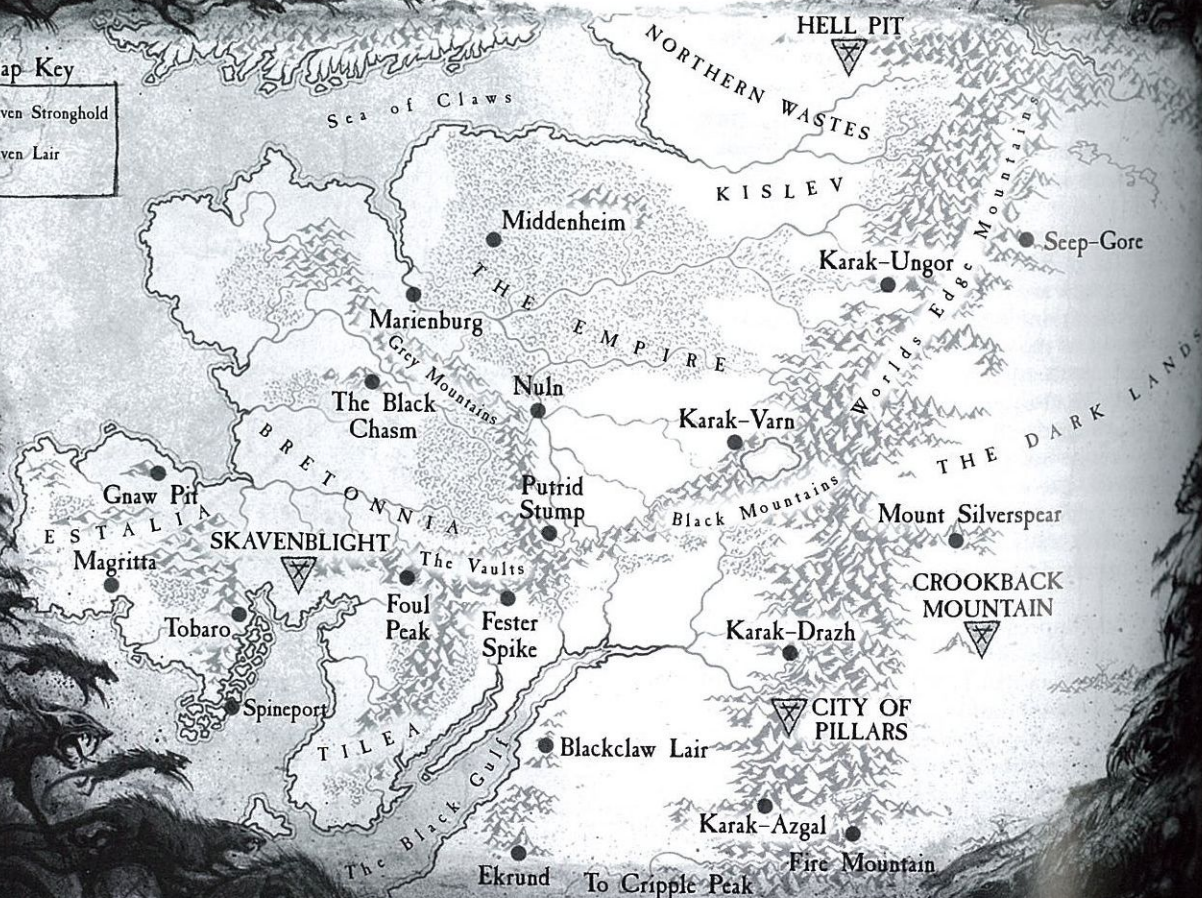 HELL PIT
NORTHERN WASTES
ap Key
ven Stronghold
ven Lair
Sea of Claws
KISLEV
Middenheim
Worlds Edge Mountains
Seep-Gore
Karak-Ungor
THE EMPIRE
Marienburg
Grey Mountains
Nuln
The Black
Chasm
Karak-Varn
THE DARK LANDS
BRETONNIA
Gnaw Pit
ESTALIA
Putrid
Stump
Black Mountains
Mount Silverspear
SKAVENBLIGHT
Magritta
The Vaults
CROOKBACK
MOUNTAIN
Foul
Peak
Fester
Spike
Tobaro
Karak-Drazh
Spineport
CITY OF
PILLARS
TILEA
Blackclaw Lair
The Black Gulf
Karak-Azgal
Fire Mountain
Ekrund
To Cripple Peak